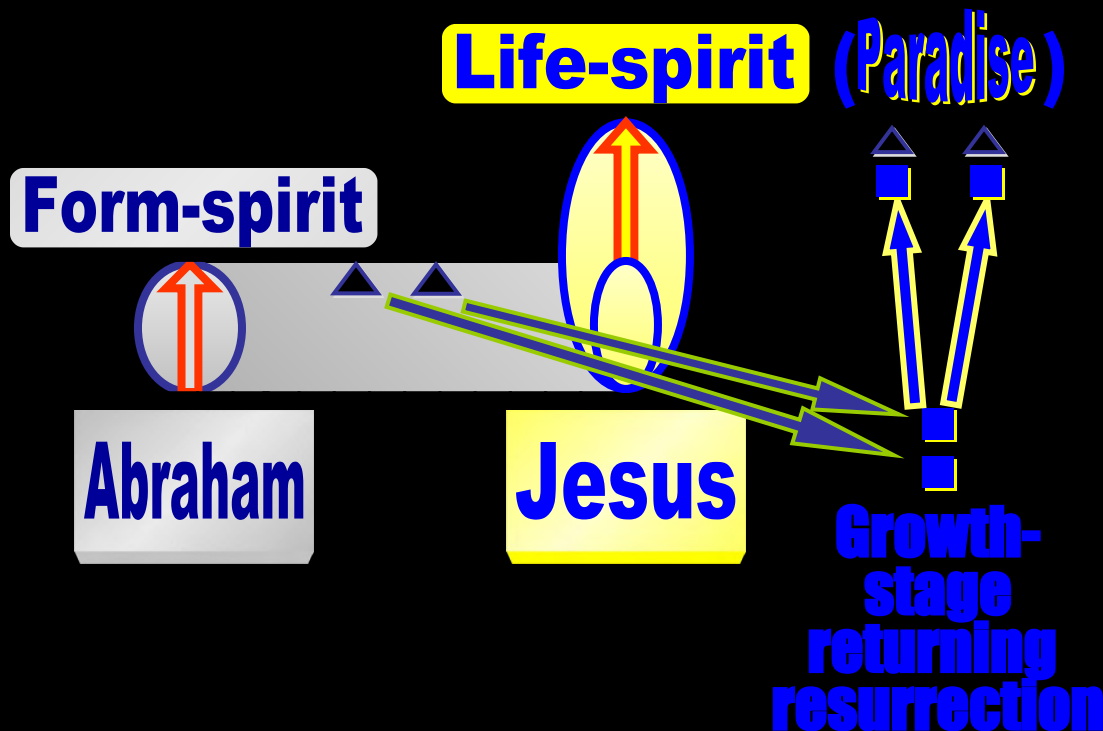 Life-spirit
(Paradise)
Form-spirit
Abraham
Jesus
Growth-
stage
returning
resurrection